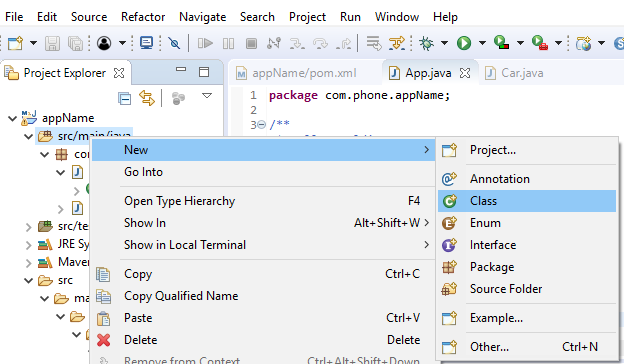 File Edit Source Refactor Navigate Search Project Run Window Help
Project Explorer
appName/pom.xml App.java Car.java
1 package com.phone.appName;
2
3 /**
appName
src/main/java
New
Go Into
Open Type Hierarchy F4
Show In Alt+Shift+W
Show in Local Terminal
Copy Ctrl+C
Copy Qualified Name
Paste Ctrl+V
Delete Delete
Remove from Context Ctrl+Alt+Shift+Down
Project...
Annotation
Class
Enum
Interface
Package
Source Folder
Example...
Other... Ctrl+N
src/te
JRE Sy
Maven
src
ma